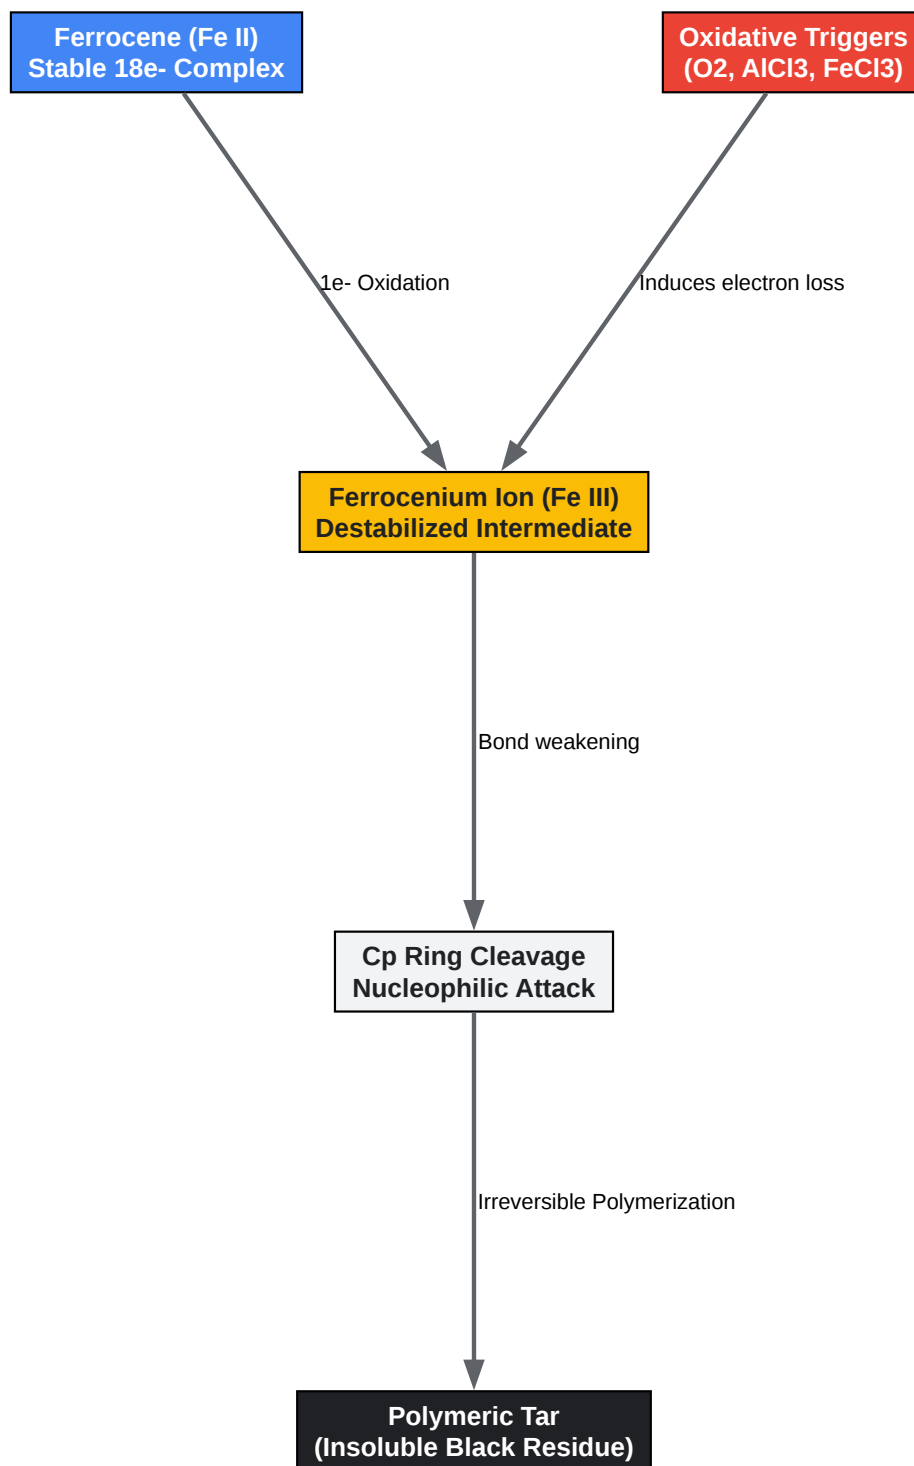 Ferrocene (Fe II)
Stable 18e- Complex
Oxidative Triggers
(O2, AlCl3, FeCl3)
1e- Oxidation
Induces electron loss
Ferrocenium Ion (Fe III)
Destabilized Intermediate
Bond weakening
Cp Ring Cleavage
Nucleophilic Attack
Irreversible Polymerization
Polymeric Tar
(Insoluble Black Residue)